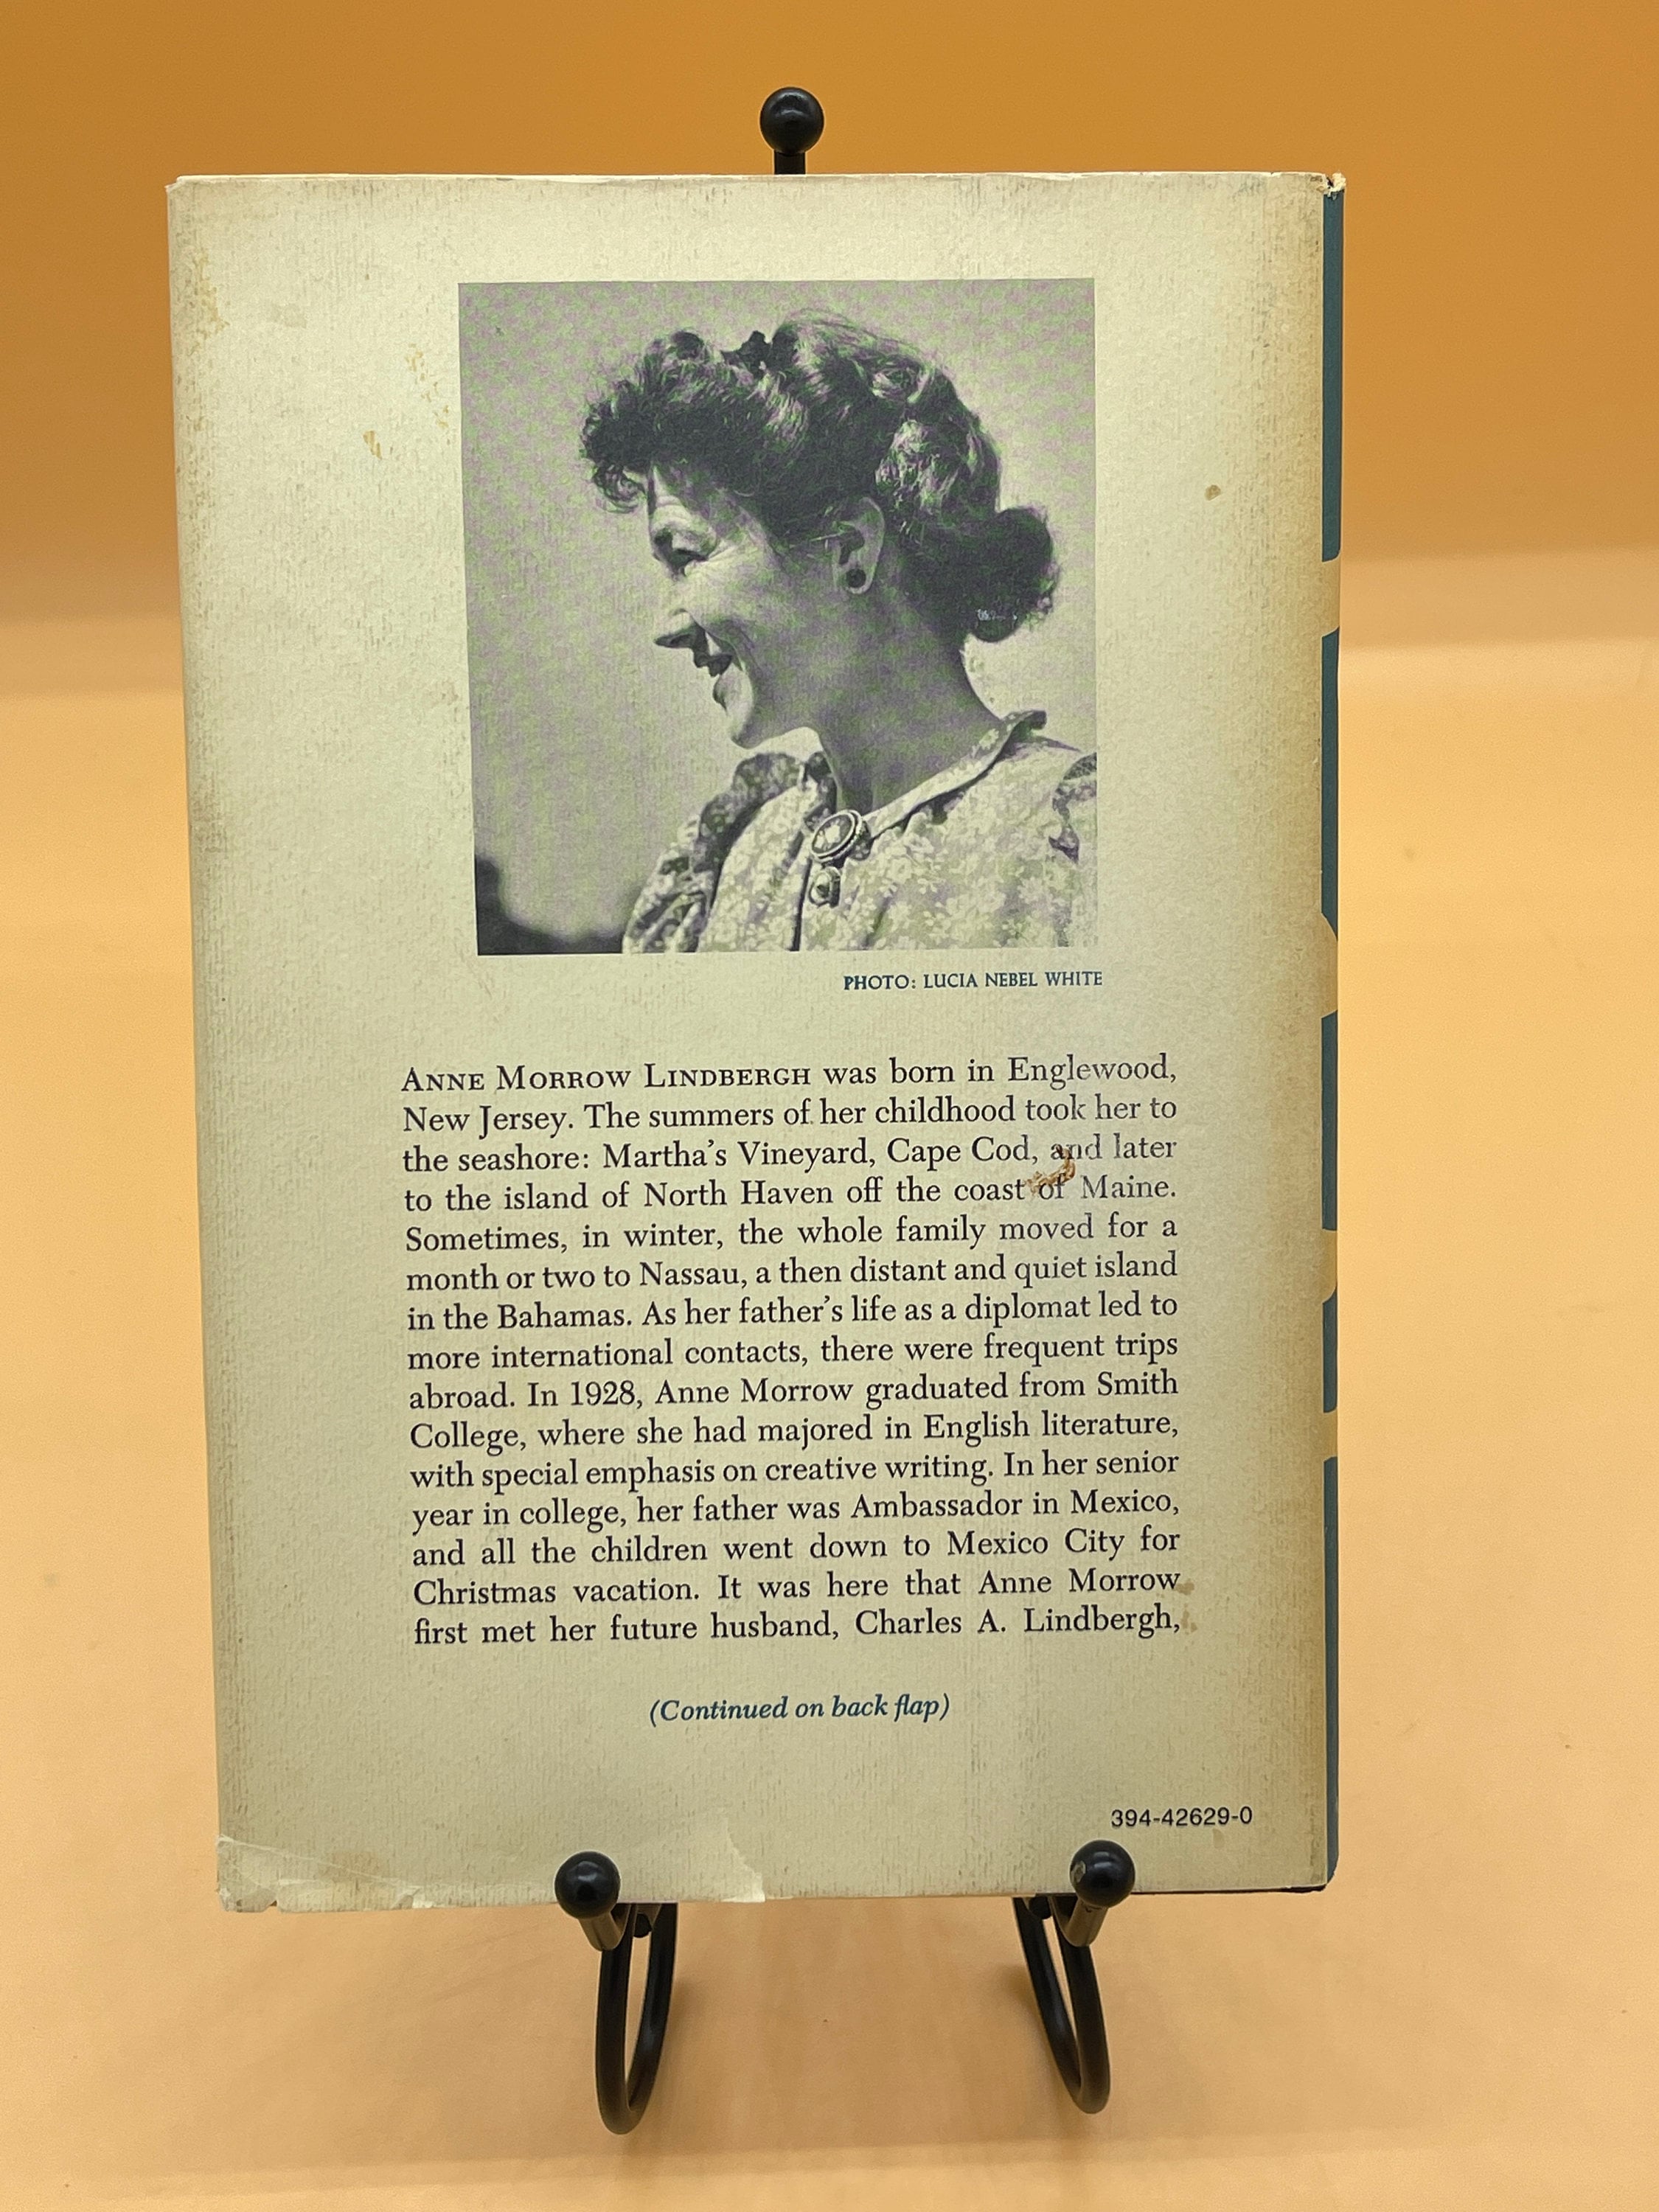 PHOTO: LUCIA NEBEL WHITE
ANNE MORROW LINDBERGH was born in Englewood,
New Jersey. The summers of her childhood took her to
the seashore: Martha's Vineyard, Cape Cod, and later
to the island of North Haven off the coast of Maine.
Sometimes, in winter, the whole family moved for a
month or two to Nassau, a then distant and quiet island
in the Bahamas. As her father's life as a diplomat led to
more international contacts, there were frequent trips
abroad. In 1928, Anne Morrow graduated from Smith
College, where she had majored in English literature,
with special emphasis on creative writing. In her senior
year in college, her father was Ambassador in Mexico,
and all the children went down to Mexico City for
Christmas vacation. It was here that Anne Morrow
first met her future husband, Charles A. Lindbergh,
(Continued on back flap)
394-42629-0